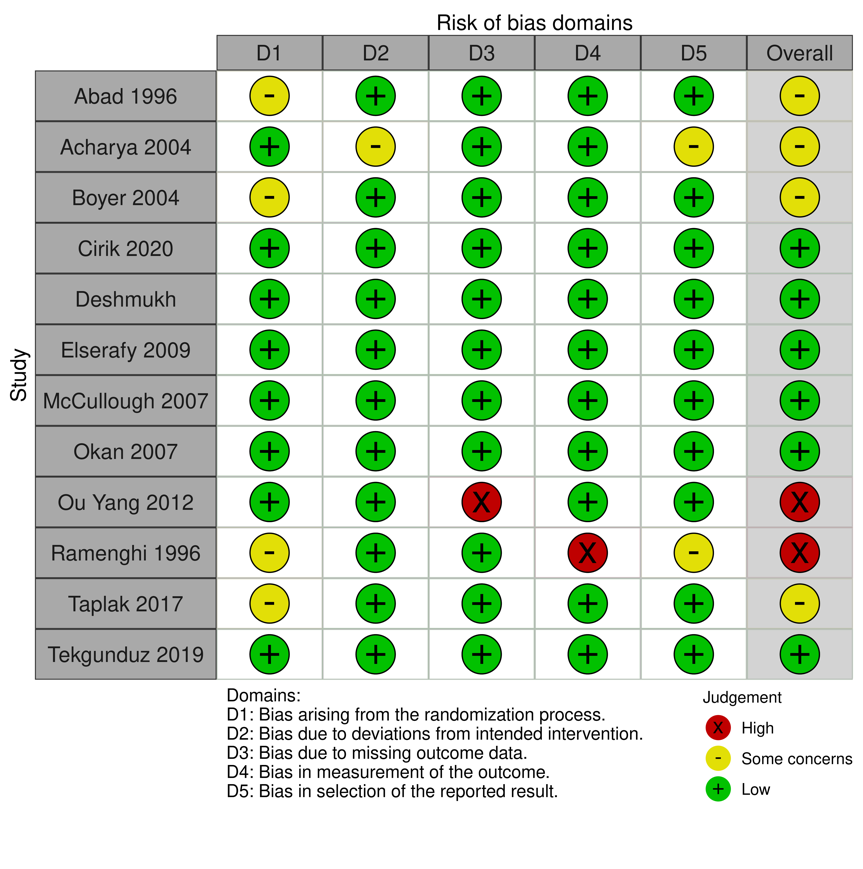 Risk of bias domains
D1 D2 D3 D4 D5 Overall
Study
Abad 1996 - + + + + -
Acharya 2004 + - + + - -
Boyer 2004 - + + + + -
Cirik 2020 + + + + + +
Deshmukh + + + + + +
Elserafy 2009 + + + + + +
McCullough 2007 + + + + + +
Okan 2007 + + + + + +
Ou Yang 2012 + + X + + X
Ramenghi 1996 - + + X - X
Taplak 2017 - + + + + -
Tekgunduz 2019 + + + + + +
Domains:
D1: Bias arising from the randomization process.
D2: Bias due to deviations from intended intervention.
D3: Bias due to missing outcome data.
D4: Bias in measurement of the outcome.
D5: Bias in selection of the reported result.
Judgement
X High
- Some concerns
+ Low